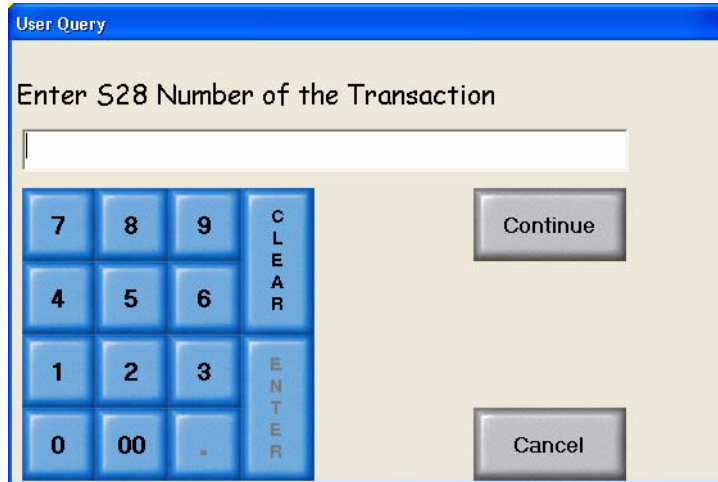 User Query
Enter S28 Number of the Transaction
7 8 9 CLEAR Continue
4 5 6
1 2 3 ENTER
0 00 . Cancel